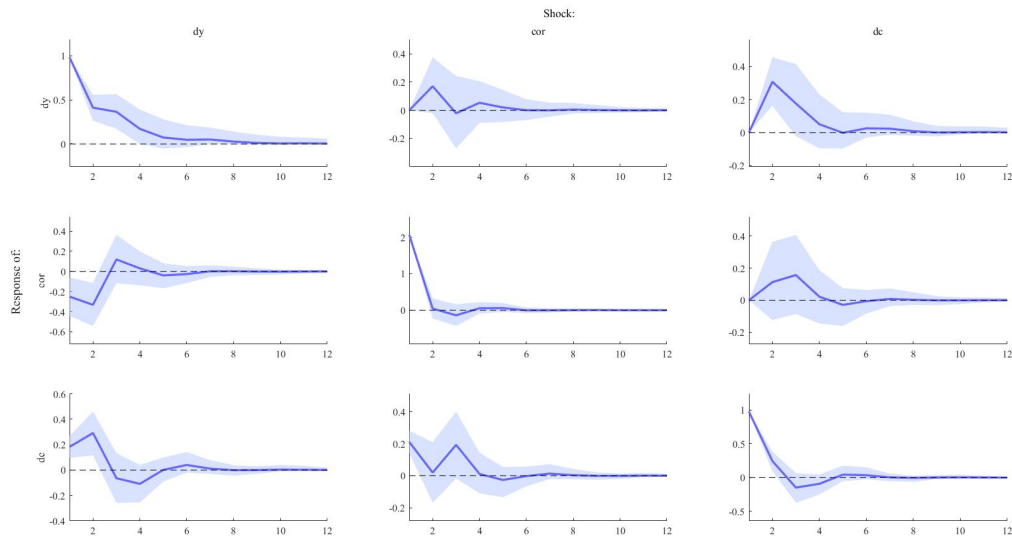 Shock:
dy cor dc
1 0.5 0
2 4 6 8 10 12
0.4 0.2 0 -0.2
2 4 6 8 10 12
0.4 0.2 0 -0.2
2 4 6 8 10 12
dy
Response of:
cor
0.4 0.2 0 -0.2 -0.4 -0.6
2 4 6 8 10 12
2 1 0
2 4 6 8 10 12
0.4 0.2 0 -0.2
2 4 6 8 10 12
dc
0.6 0.4 0.2 0 -0.2 -0.4
2 4 6 8 10 12
0.4 0.2 0 -0.2
2 4 6 8 10 12
1 0.5 0 -0.5
2 4 6 8 10 12